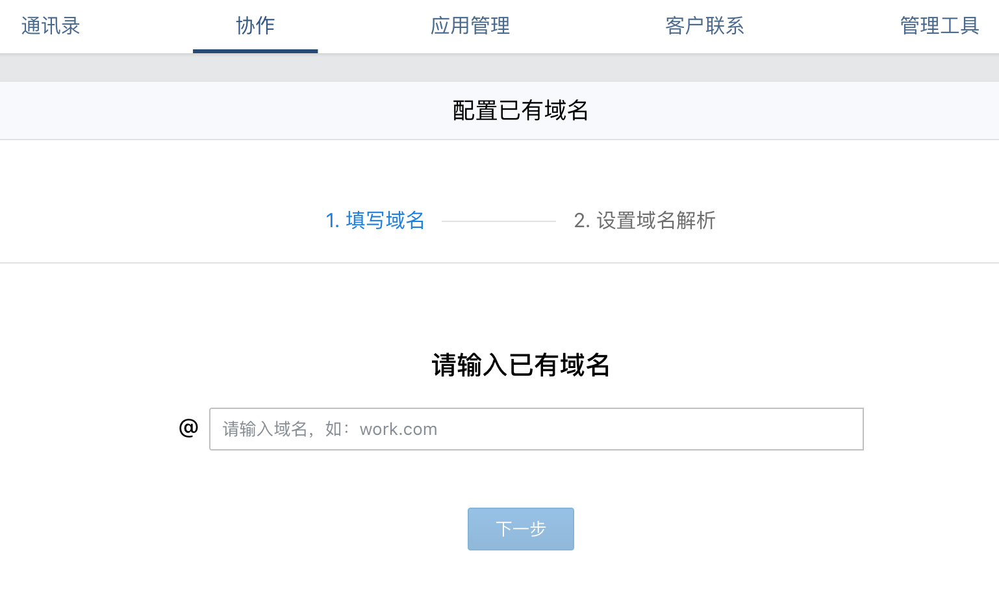 通讯录 协作 应用管理 客户联系 管理工具
配置已有域名
1. 填写域名 2. 设置域名解析
请输入已有域名
@ 请输入域名，如：work.com
下一步